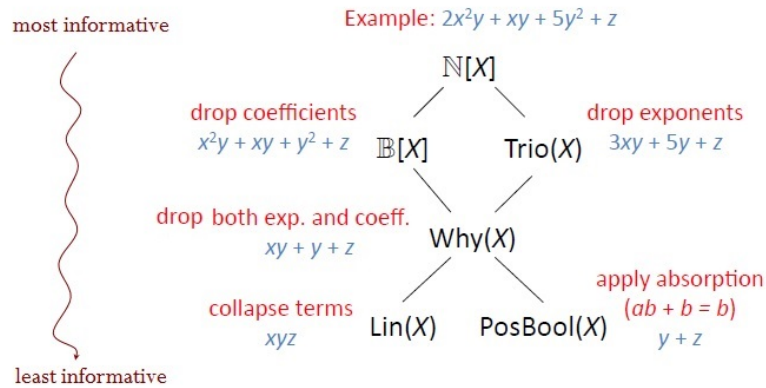 most informative
Example: 2x²y + xy + 5y² + z
ℕ[X]
drop coefficients
x²y + xy + y² + z
𝔹[X]
Trio(X)
drop exponents
3xy + 5y + z
drop both exp. and coeff.
xy + y + z
Why(X)
collapse terms
xyz
Lin(X)
PosBool(X)
apply absorption
(ab + b = b)
y + z
least informative